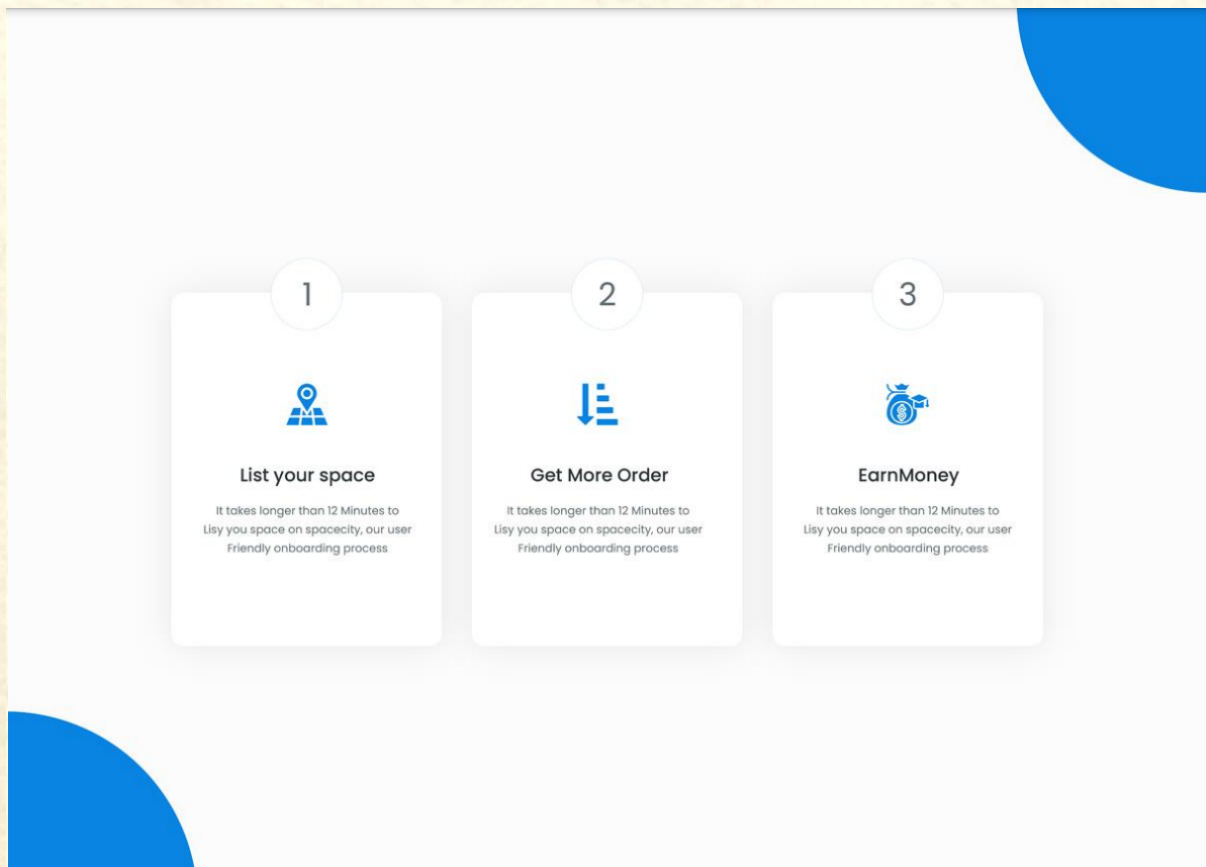 1
List your space
It takes longer than 12 Minutes to
Lisy you space on spacecity, our user
Friendly onboarding process
2
Get More Order
It takes longer than 12 Minutes to
Lisy you space on spacecity, our user
Friendly onboarding process
3
EarnMoney
It takes longer than 12 Minutes to
Lisy you space on spacecity, our user
Friendly onboarding process